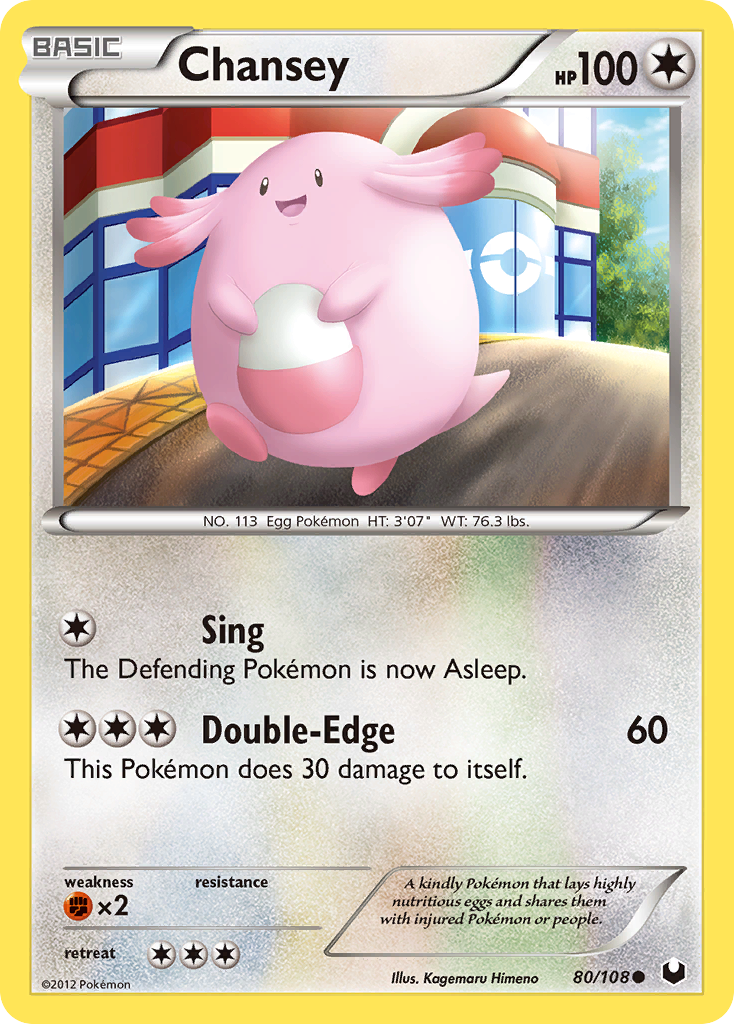 BASIC
Chansey
HP100
NO. 113 Egg Pokémon HT: 3'07" WT: 76.3 lbs.
Sing
The Defending Pokémon is now Asleep.
Double-Edge 60
This Pokémon does 30 damage to itself.
weakness resistance
×2
retreat
A kindly Pokémon that lays highly
nutritious eggs and shares them
with injured Pokémon or people.
©2012 Pokémon
Illus. Kagemaru Himeno
80/108